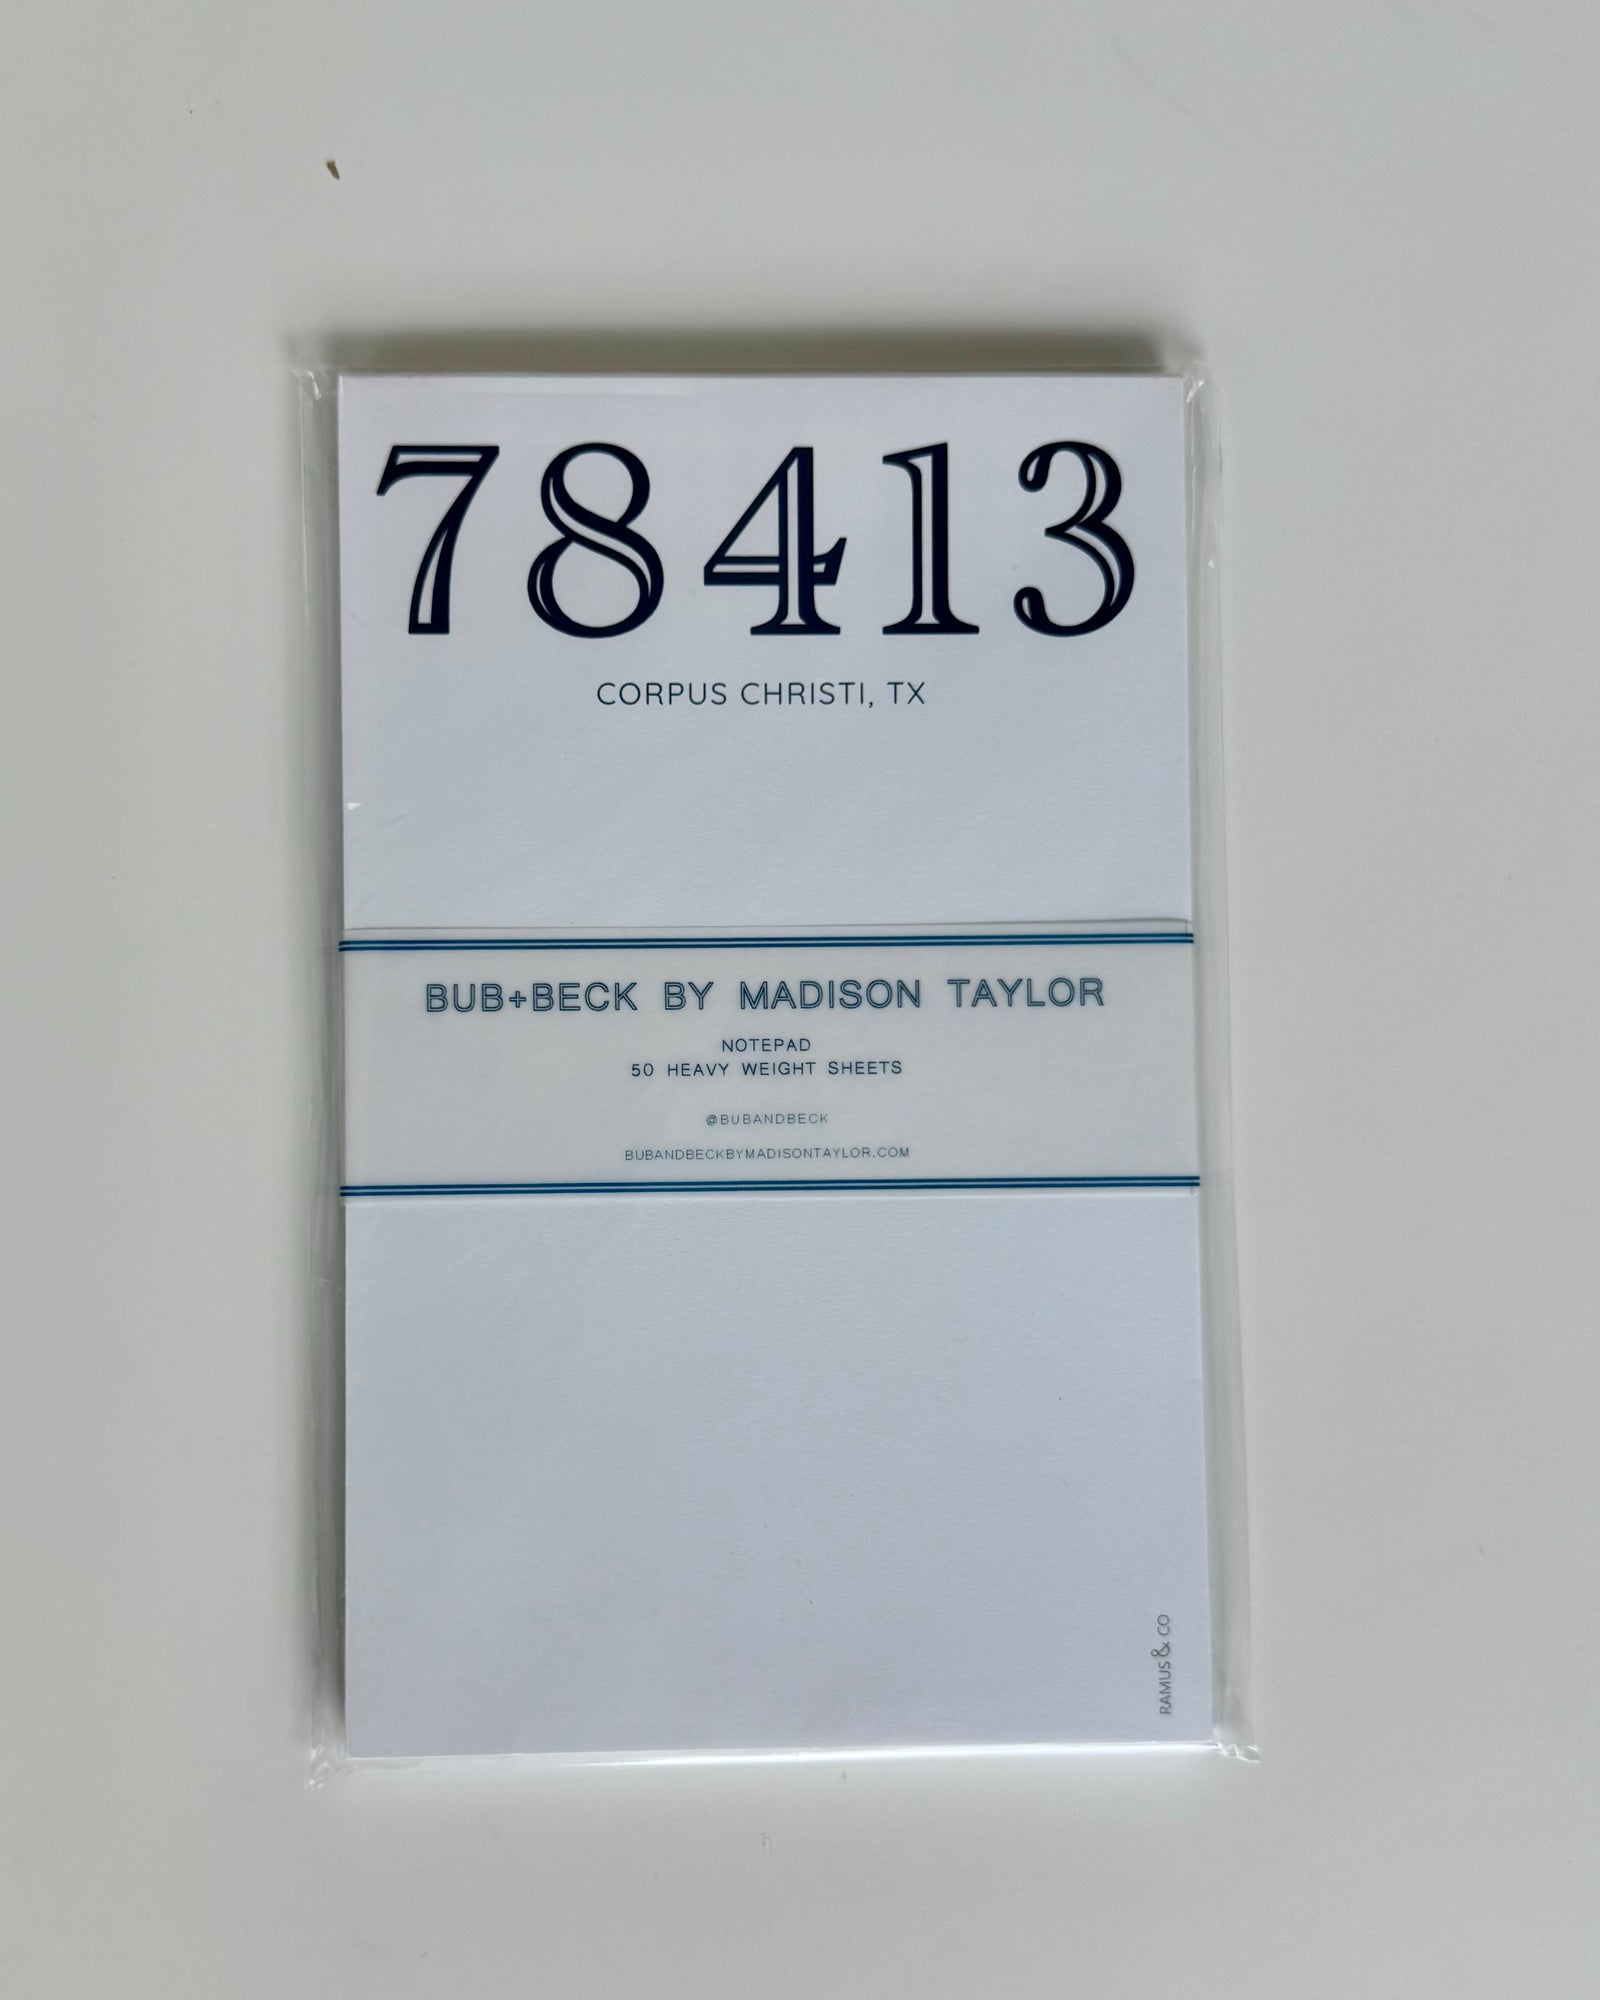 78413
CORPUS CHRISTI, TX
BUB+BECK BY MADISON TAYLOR
NOTEPAD
50 HEAVY WEIGHT SHEETS
@BUBANDBECK
BUBANDBECKBYMADISONTAYLOR.COM
RAMUS & CO